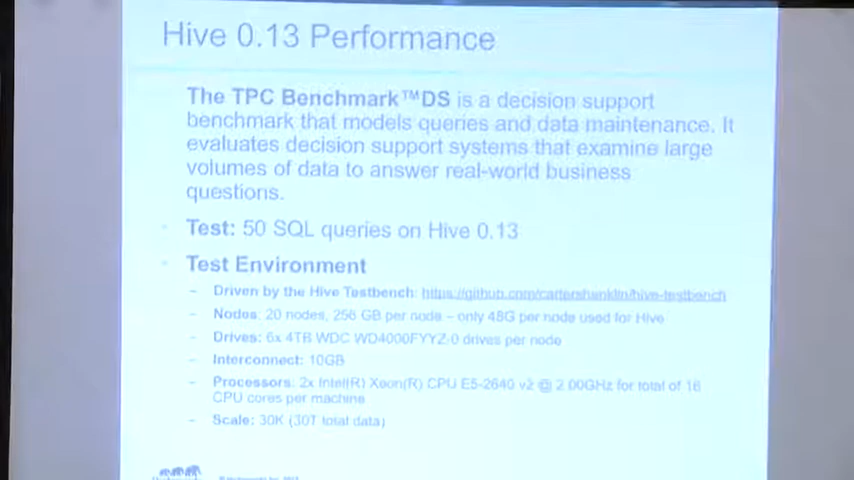 Hive 0.13 Performance
The TPC Benchmark™DS is a decision support
benchmark that models queries and data maintenance. It
evaluates decision support systems that examine large
volumes of data to answer real-world business
questions.
Test: 50 SQL queries on Hive 0.13
Test Environment
– Driven by the Hive Testbench: https://github.com/cartershanklin/hive-testbench
– Nodes: 20 nodes, 256 GB per node – only 48G per node used for Hive
– Drives: 6x 4TB WDC WD4000FYYZ-0 drives per node
– Interconnect: 10GB
– Processors: 2x Intel(R) Xeon(R) CPU E5-2640 v2 @ 2.00GHz for total of 16
CPU cores per machine
– Scale: 30K (30T total data)